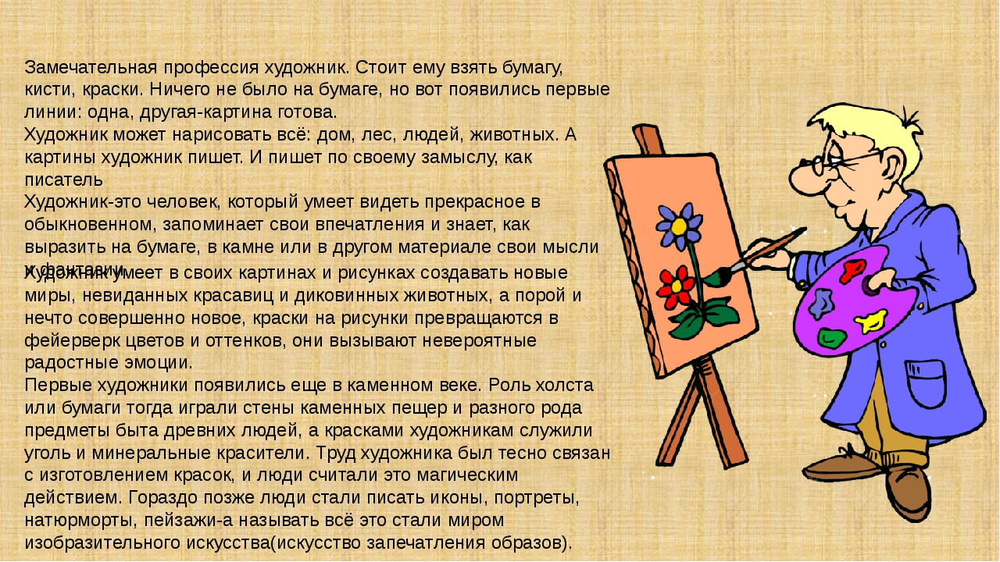 Замечательная профессия художник. Стоит ему взять бумагу,
кисти, краски. Ничего не было на бумаге, но вот появились первые
линии: одна, другая-картина готова.
Художник может нарисовать всё: дом, лес, людей, животных. А
картины художник пишет. И пишет по своему замыслу, как
писатель
Художник-это человек, который умеет видеть прекрасное в
обыкновенном, запоминает свои впечатления и знает, как
выразить на бумаге, в камне или в другом материале свои мысли
и фантазии
Художник умеет в своих картинах и рисунках создавать новые
миры, невиданных красавиц и диковинных животных, а порой и
нечто совершенно новое, краски на рисунки превращаются в
фейерверк цветов и оттенков, они вызывают невероятные
радостные эмоции.
Первые художники появились еще в каменном веке. Роль холста
или бумаги тогда играли стены каменных пещер и разного рода
предметы быта древних людей, а красками художникам служили
уголь и минеральные красители. Труд художника был тесно связан
с изготовлением красок, и люди считали это магическим
действием. Гораздо позже люди стали писать иконы, портреты,
натюрморты, пейзажи-а называть всё это стали миром
изобразительного искусства(искусство запечатления образов).